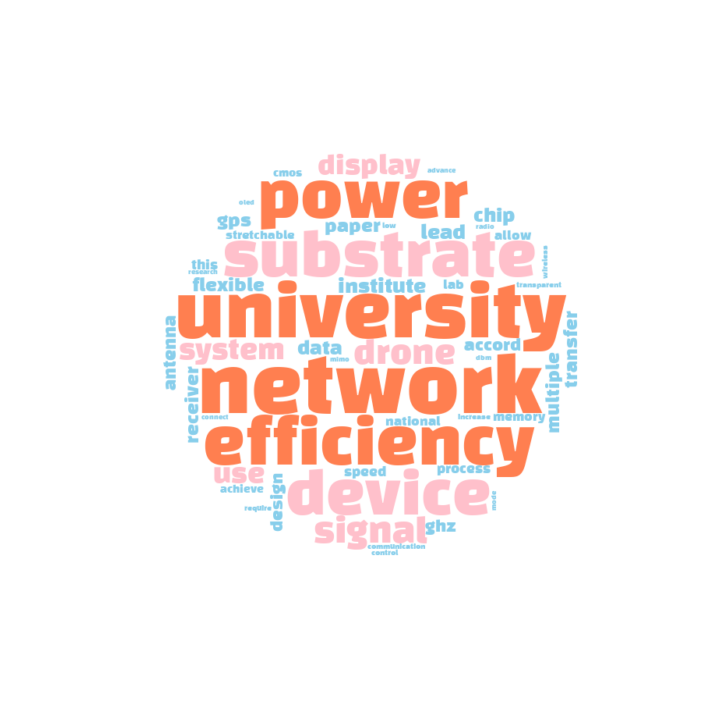 display
cmos
advance
power
oled
gps
chip
paper
low
radio
stretchable
lead
allow
substrate
wireless
this
research
flexible
institute
lab
transparent
university
antenna
transfer
system
data
drone
accord
mimo
dbm
network
receiver
multiple
connect
national
increase
memory
efficiency
use
speed
process
achieve
design
device
mode
require
signal
ghz
communication
control